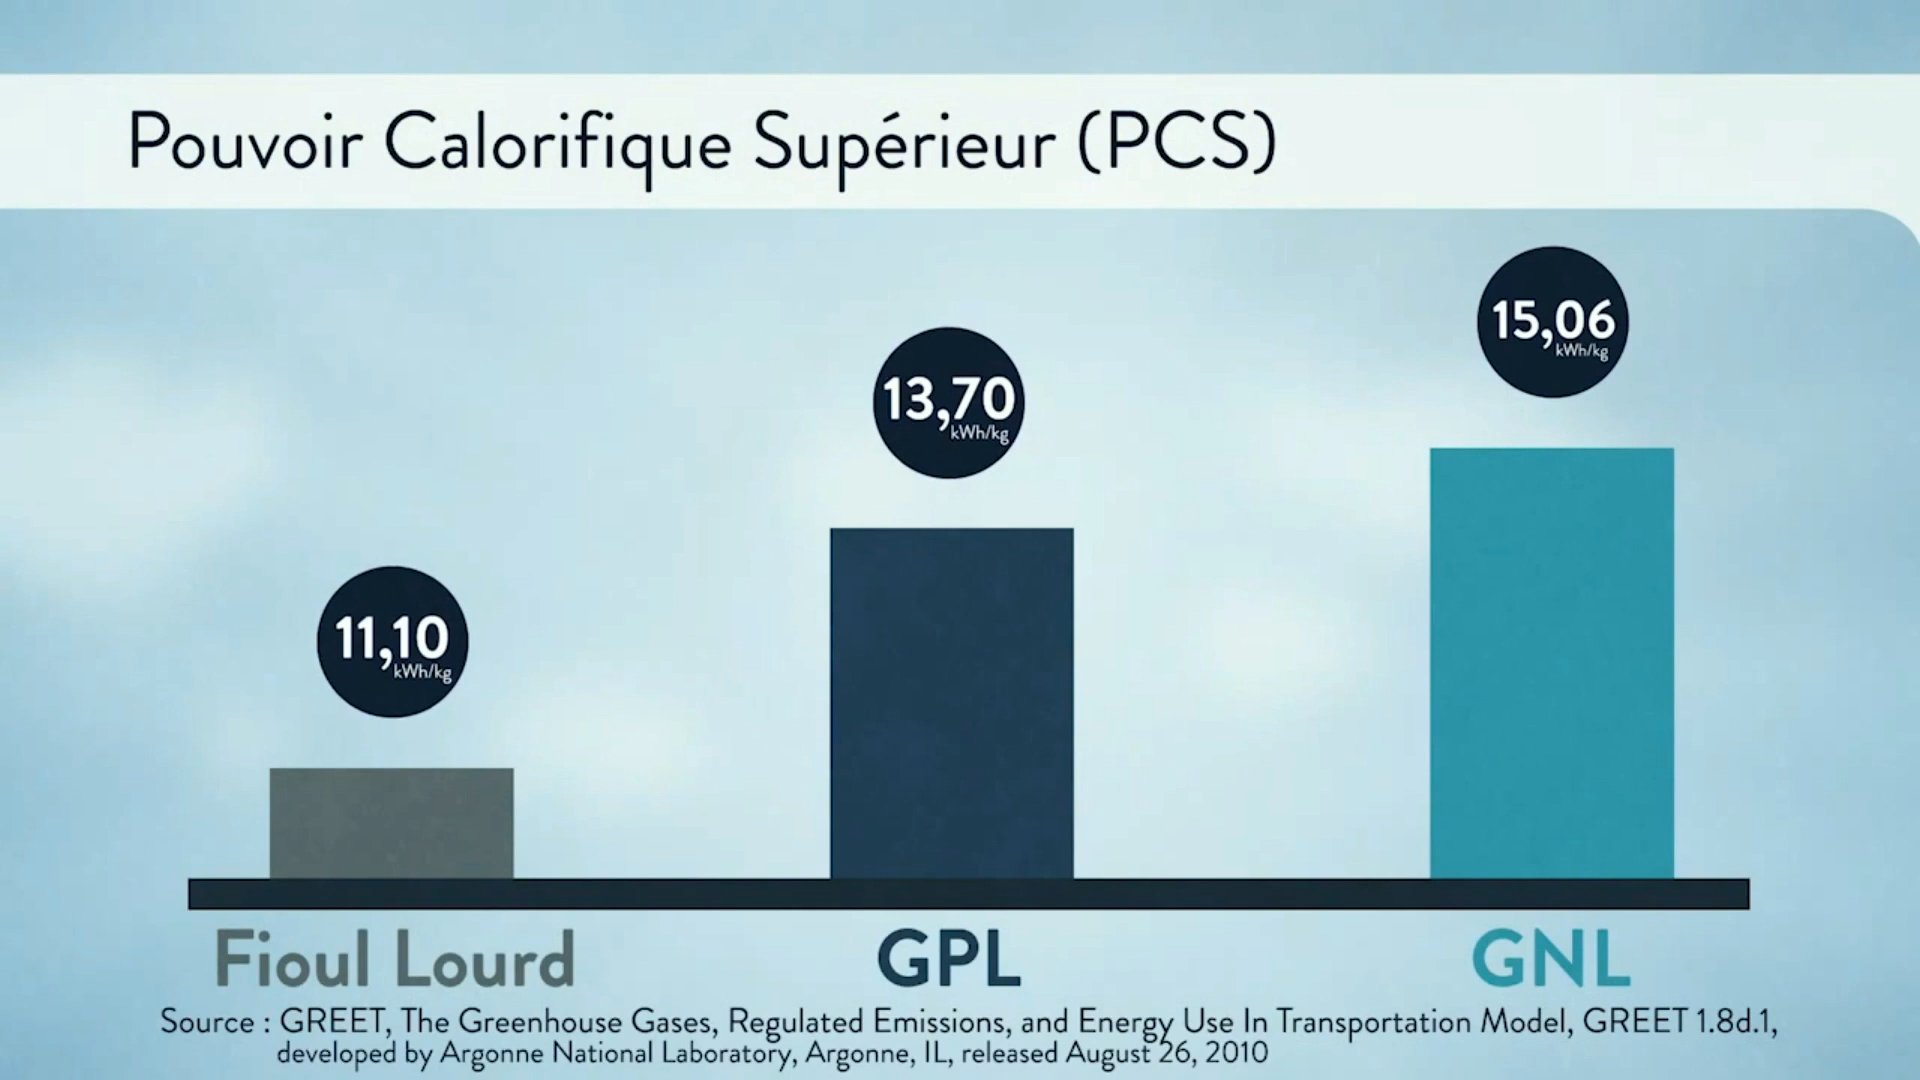 Pouvoir Calorifique Supérieur (PCS)
15,06
kWh/kg
13,70
kWh/kg
11,10
kWh/kg
Fioul Lourd GPL GNL
Source : GREET, The Greenhouse Gases, Regulated Emissions, and Energy Use In Transportation Model, GREET 1.8d.1,
developed by Argonne National Laboratory, Argonne, IL, released August 26, 2010